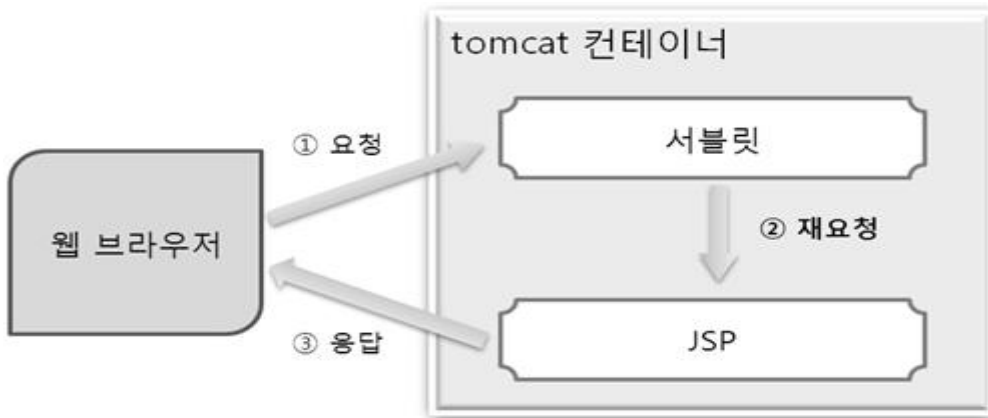 tomcat 컨테이너
① 요청
서블릿
웹 브라우저
② 재요청
③ 응답
JSP